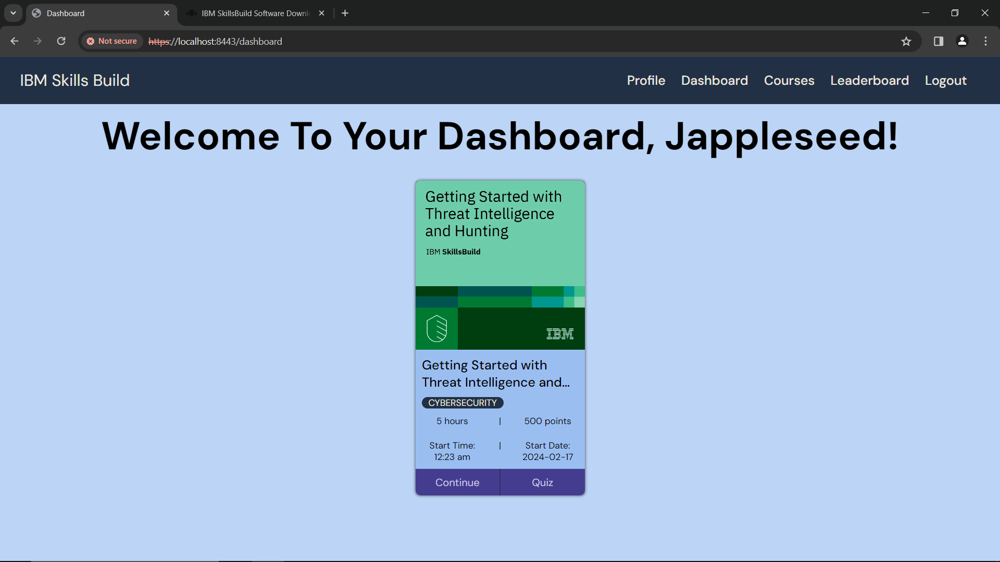 Dashboard
IBM SkillsBuild Software Downl
Not secure
https://localhost:8443/dashboard
IBM Skills Build
Profile Dashboard Courses Leaderboard Logout
Welcome To Your Dashboard, Jappleseed!
Getting Started with
Threat Intelligence
and Hunting
IBM SkillsBuild
IBM
Getting Started with
Threat Intelligence and...
CYBERSECURITY
5 hours | 500 points
Start Time: | Start Date:
12:23 am 2024-02-17
Continue Quiz